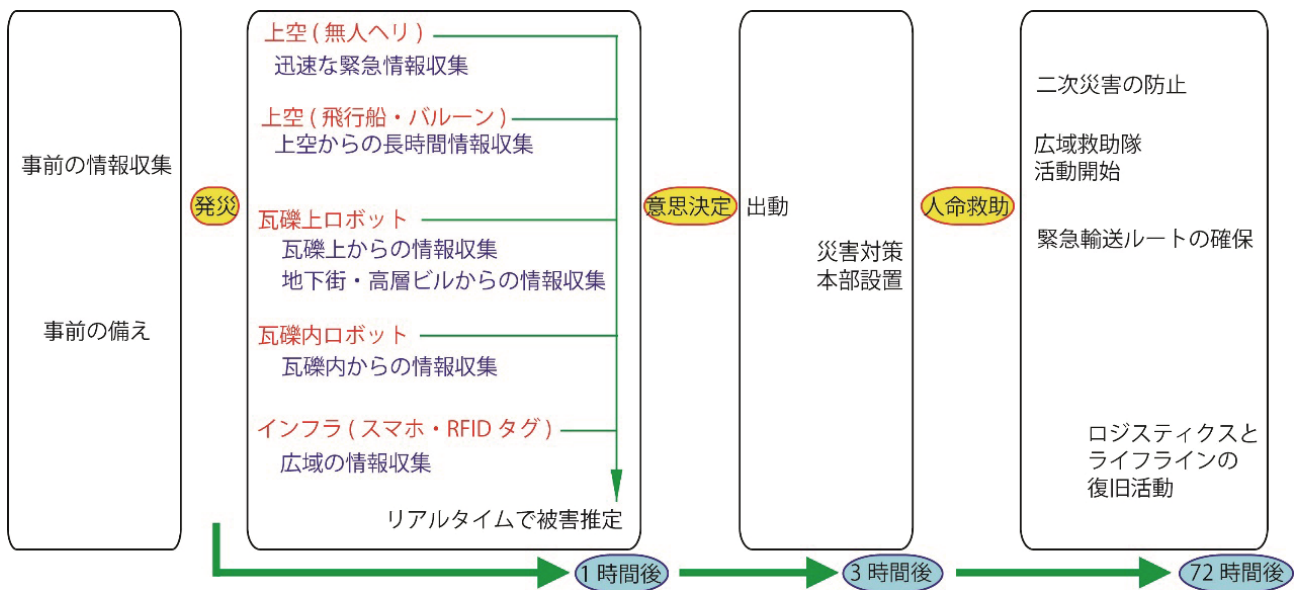 事前の情報収集
事前の備え
発災
上空 ( 無人ヘリ )
迅速な緊急情報収集
上空 ( 飛行船・バルーン )
上空からの長時間情報収集
瓦礫上ロボット
瓦礫上からの情報収集
地下街・高層ビルからの情報収集
瓦礫内ロボット
瓦礫内からの情報収集
インフラ ( スマホ・RFID タグ )
広域の情報収集
リアルタイムで被害推定
意思決定
出動
災害対策
本部設置
人命救助
二次災害の防止
広域救助隊
活動開始
緊急輸送ルートの確保
ロジスティクスと
ライフラインの
復旧活動
1 時間後
3 時間後
72 時間後